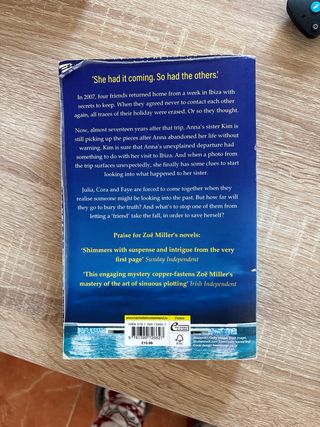 'She had it coming. So had the others.'
In 2007, four friends returned home from a week in Ibiza with
secrets to keep. When they agreed never to contact each other
again, all traces of their holiday were erased. Or so they thought.
Now, almost seventeen years after that trip, Anna's sister Kim is
still picking up the pieces after Anna abandoned her life without
warning. Kim is sure that Anna's unexplained departure had
something to do with her visit to Ibiza. And when a photo from
the trip surfaces unexpectedly, she finally has some clues to start
looking into what happened to her sister.
Julia, Cora and Faye are forced to come together when they
realise someone might be looking into the past. But how far will
they go to bury the truth? And what's to stop one of them from
letting a 'friend' take the fall, in order to save herself?
Praise for Zoë Miller's novels:
'Shimmers with suspense and intrigue from the very
first page' Sunday Independent
'This engaging mystery copper-fastens Zoë Miller's
mastery of the art of sinuous plotting' Irish Independent
Fiction
£15.99
FSC